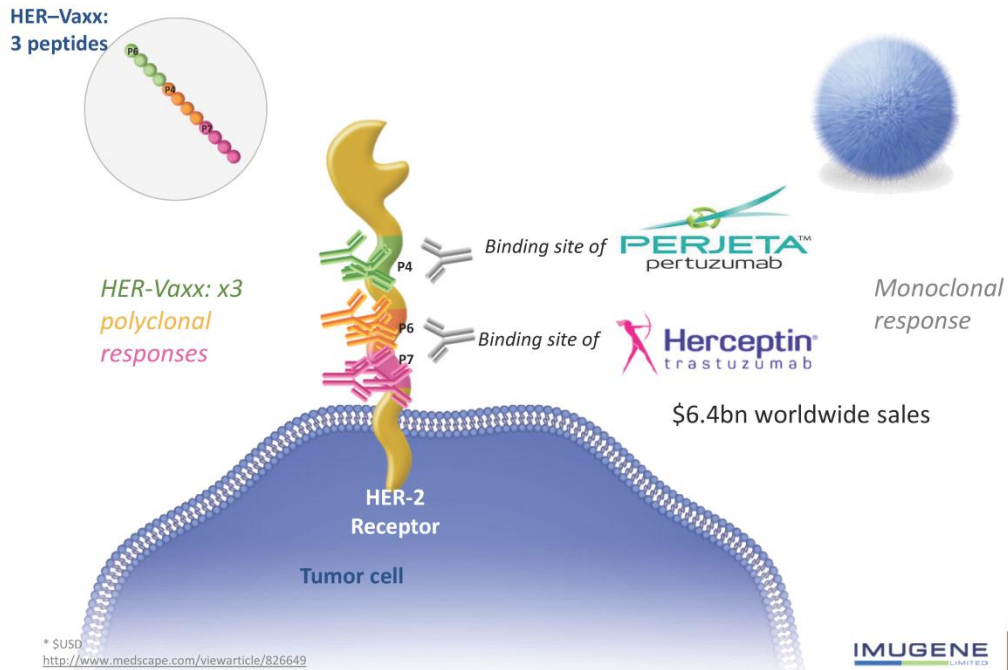 HER–Vaxx:
3 peptides
P6
P4
P7
P4
Binding site of
PERJETA™
pertuzumab
HER-Vaxx: x3
polyclonal
responses
Monoclonal
response
P6
Binding site of
Herceptin®
trastuzumab
P7
$6.4bn worldwide sales
HER-2
Receptor
Tumor cell
* $USD
http://www.medscape.com/viewarticle/826649
IMUGENE
LIMITED